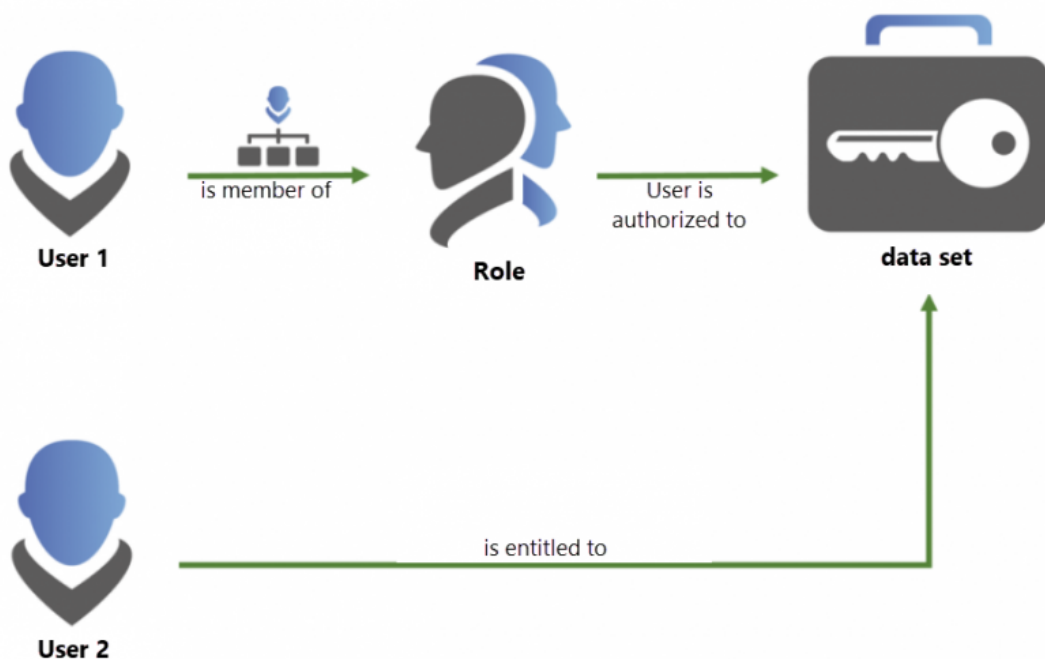 is member of
User is
authorized to
User 1
Role
data set
is entitled to
User 2